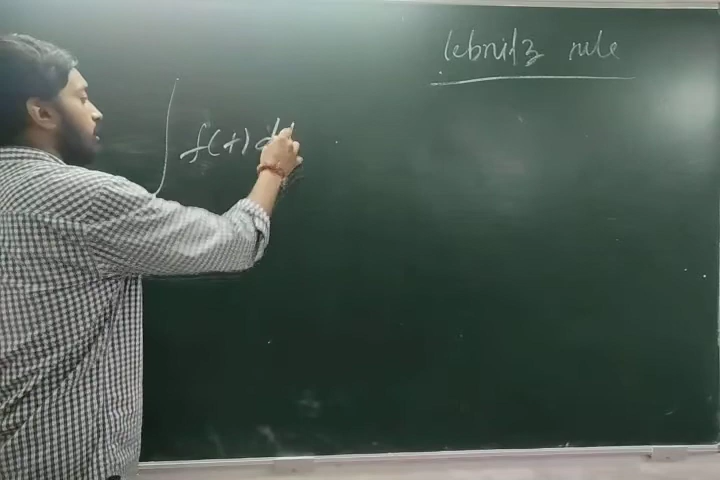 lebnitz rule
∫ f(t) dt